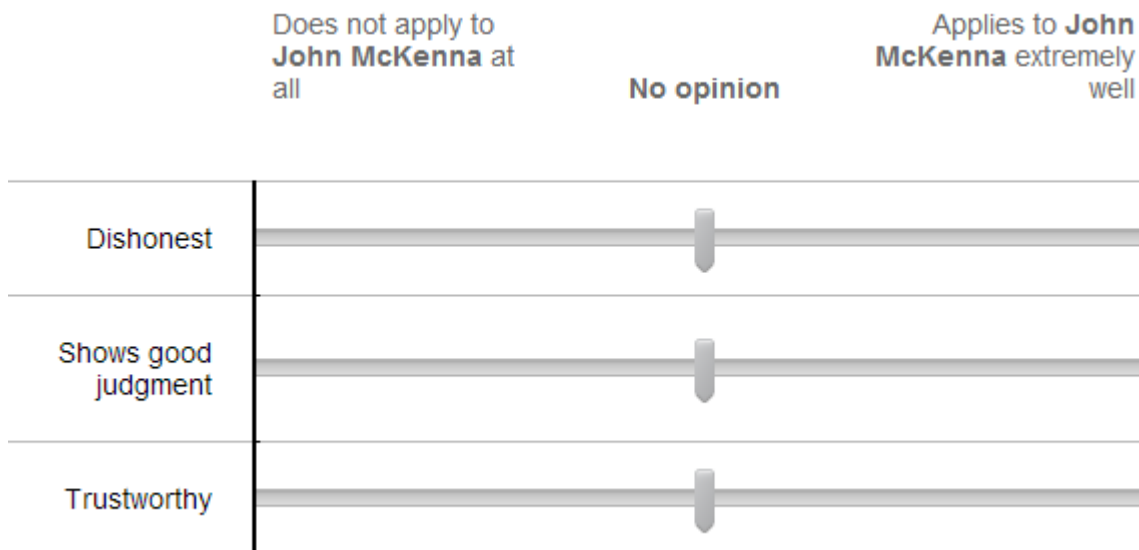 Does not apply to
John McKenna at
all
No opinion
Applies to John
McKenna extremely
well
Dishonest
Shows good
judgment
Trustworthy